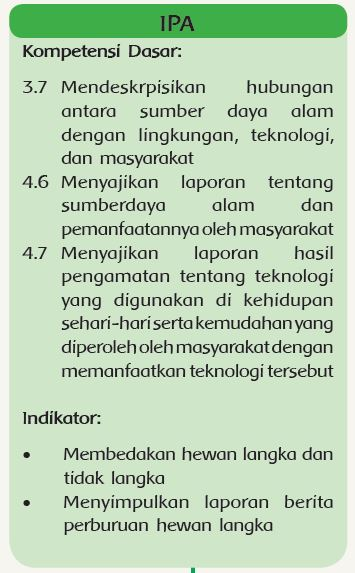 IPA
Kompetensi Dasar:
3.7 Mendeskrpisikan hubungan
antara sumber daya alam
dengan lingkungan, teknologi,
dan masyarakat
4.6 Menyajikan laporan tentang
sumberdaya alam dan
pemanfaatannya oleh masyarakat
4.7 Menyajikan laporan hasil
pengamatan tentang teknologi
yang digunakan di kehidupan
sehari-hari serta kemudahan yang
diperoleh oleh masyarakat dengan
memanfaatkan teknologi tersebut
Indikator:
• Membedakan hewan langka dan
tidak langka
• Menyimpulkan laporan berita
perburuan hewan langka